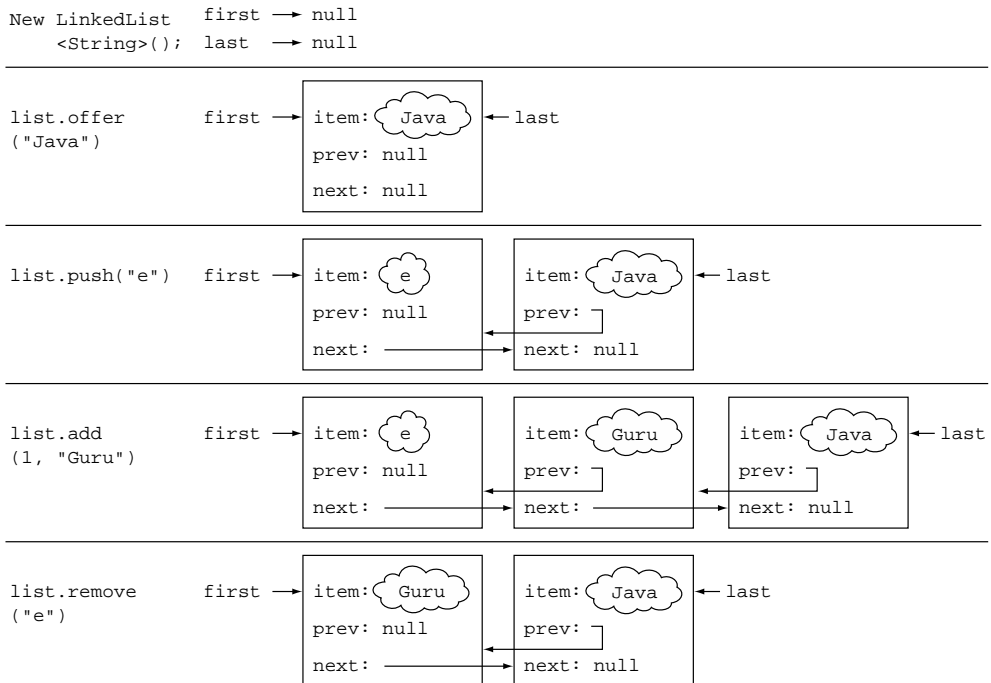 New LinkedList first null
<String>(); last null
list.offer first item: Java last
("Java")
prev: null
next: null
list.push("e") first item: e item: Java last
prev: null prev:
next: next: null
list.add first item: e item: Guru item: Java last
(1, "Guru")
prev: null prev: prev:
next: next: next: null
list.remove first item: Guru item: Java last
("e")
prev: null prev:
next: next: null